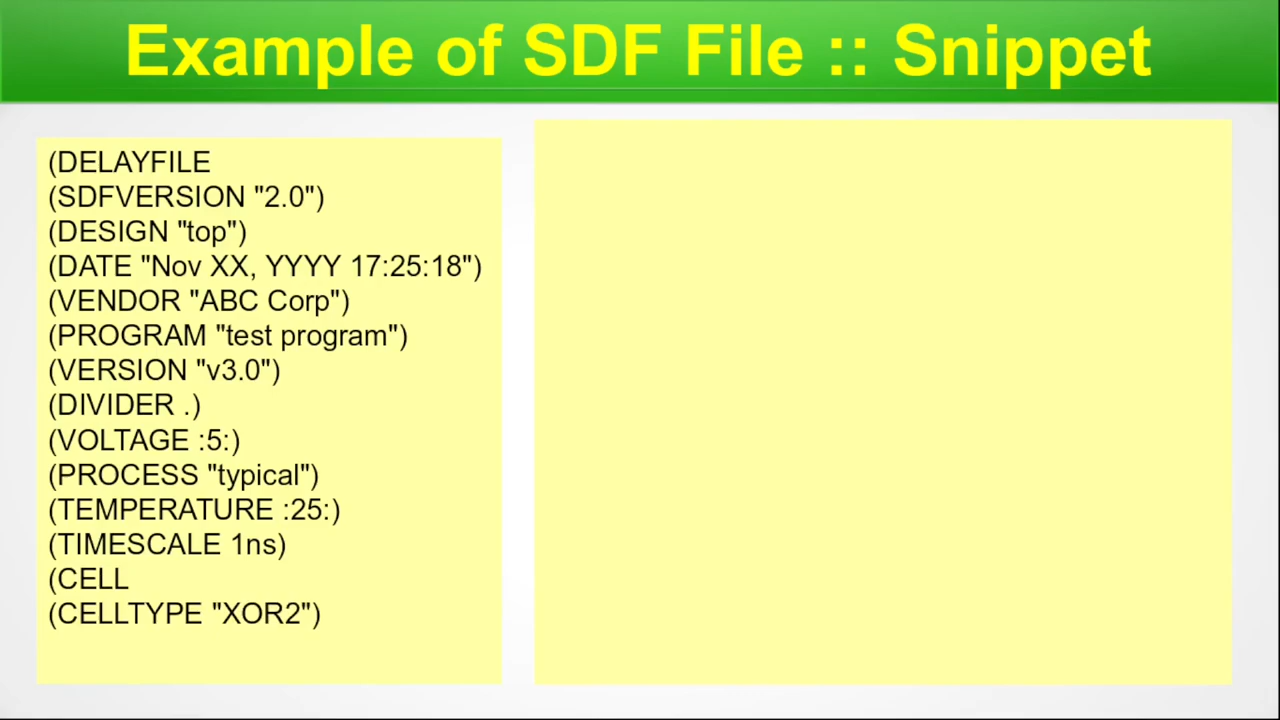 Example of SDF File :: Snippet
(DELAYFILE
(SDFVERSION "2.0")
(DESIGN "top")
(DATE "Nov XX, YYYY 17:25:18")
(VENDOR "ABC Corp")
(PROGRAM "test program")
(VERSION "v3.0")
(DIVIDER .)
(VOLTAGE :5:)
(PROCESS "typical")
(TEMPERATURE :25:)
(TIMESCALE 1ns)
(CELL
(CELLTYPE "XOR2")